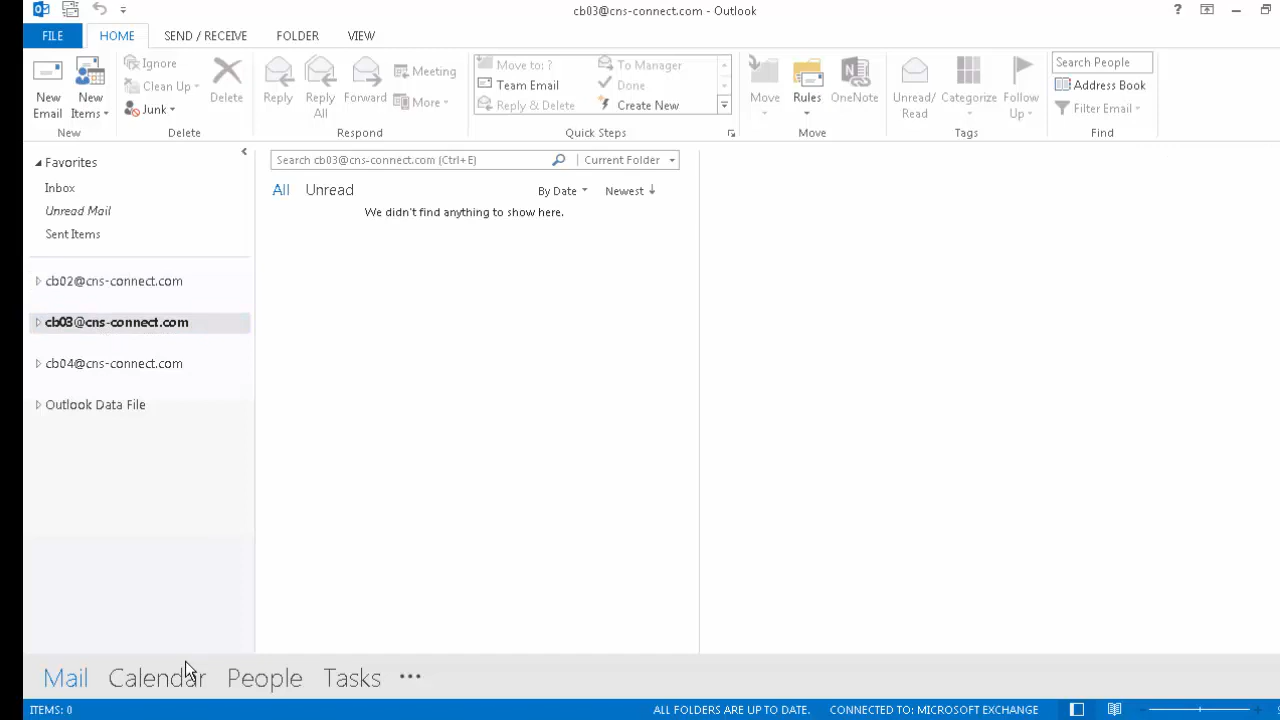 cb03@cns-connect.com - Outlook
?
FILE
HOME
SEND / RECEIVE
FOLDER
VIEW
New Email
New Items
New
Ignore
Clean Up
Junk
Delete
Delete
Reply
Reply All
Forward
Meeting
More
Respond
Move to: ?
Team Email
Reply & Delete
To Manager
Done
Create New
Quick Steps
Move
Rules
OneNote
Move
Unread/ Read
Categorize
Follow Up
Tags
Search People
Address Book
Filter Email
Find
Favorites
Inbox
Unread Mail
Sent Items
cb02@cns-connect.com
cb03@cns-connect.com
cb04@cns-connect.com
Outlook Data File
Search cb03@cns-connect.com (Ctrl+E)
Current Folder
All
Unread
By Date
Newest
We didn't find anything to show here.
Mail
Calendar
People
Tasks
•••
ITEMS: 0
ALL FOLDERS ARE UP TO DATE.
CONNECTED TO: MICROSOFT EXCHANGE